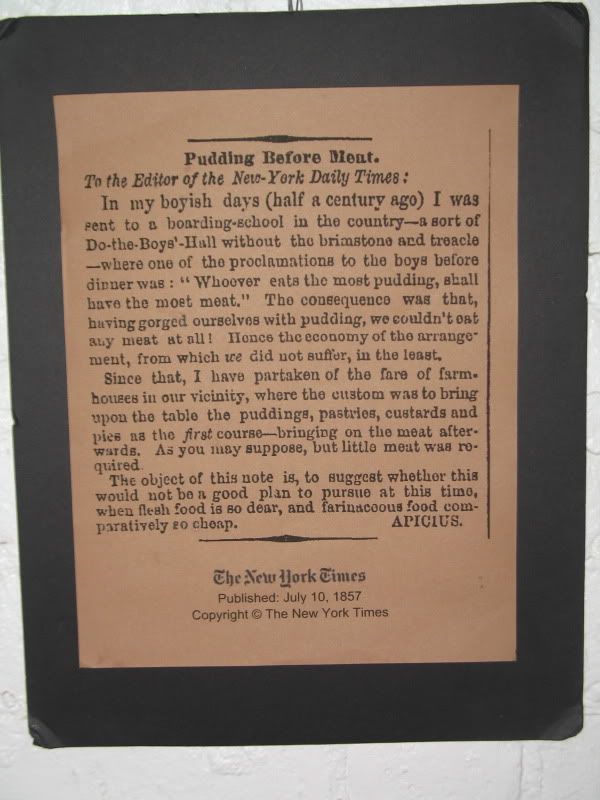 Pudding Before Meat.
To the Editor of the New-York Daily Times:
In my boyish days (half a century ago) I was
sent to a boarding-school in the country—a sort of
Do-the-Boys'-Hall without the brimstone and treacle
—where one of the proclamations to the boys before
dinner was: "Whoever eats the most pudding, shall
have the most meat." The consequence was that,
having gorged ourselves with pudding, we couldn't eat
any meat at all! Hence the economy of the arrange-
ment, from which we did not suffer, in the least.
Since that, I have partaken of the fare of farm-
houses in our vicinity, where the custom was to bring
upon the table the puddings, pastries, custards and
pies as the first course—bringing on the meat after-
wards. As you may suppose, but little meat was re-
quired.
The object of this note is, to suggest whether this
would not be a good plan to pursue at this time,
when flesh food is so dear, and farinaceous food com-
paratively so cheap. APICIUS.
The New York Times
Published: July 10, 1857
Copyright © The New York Times